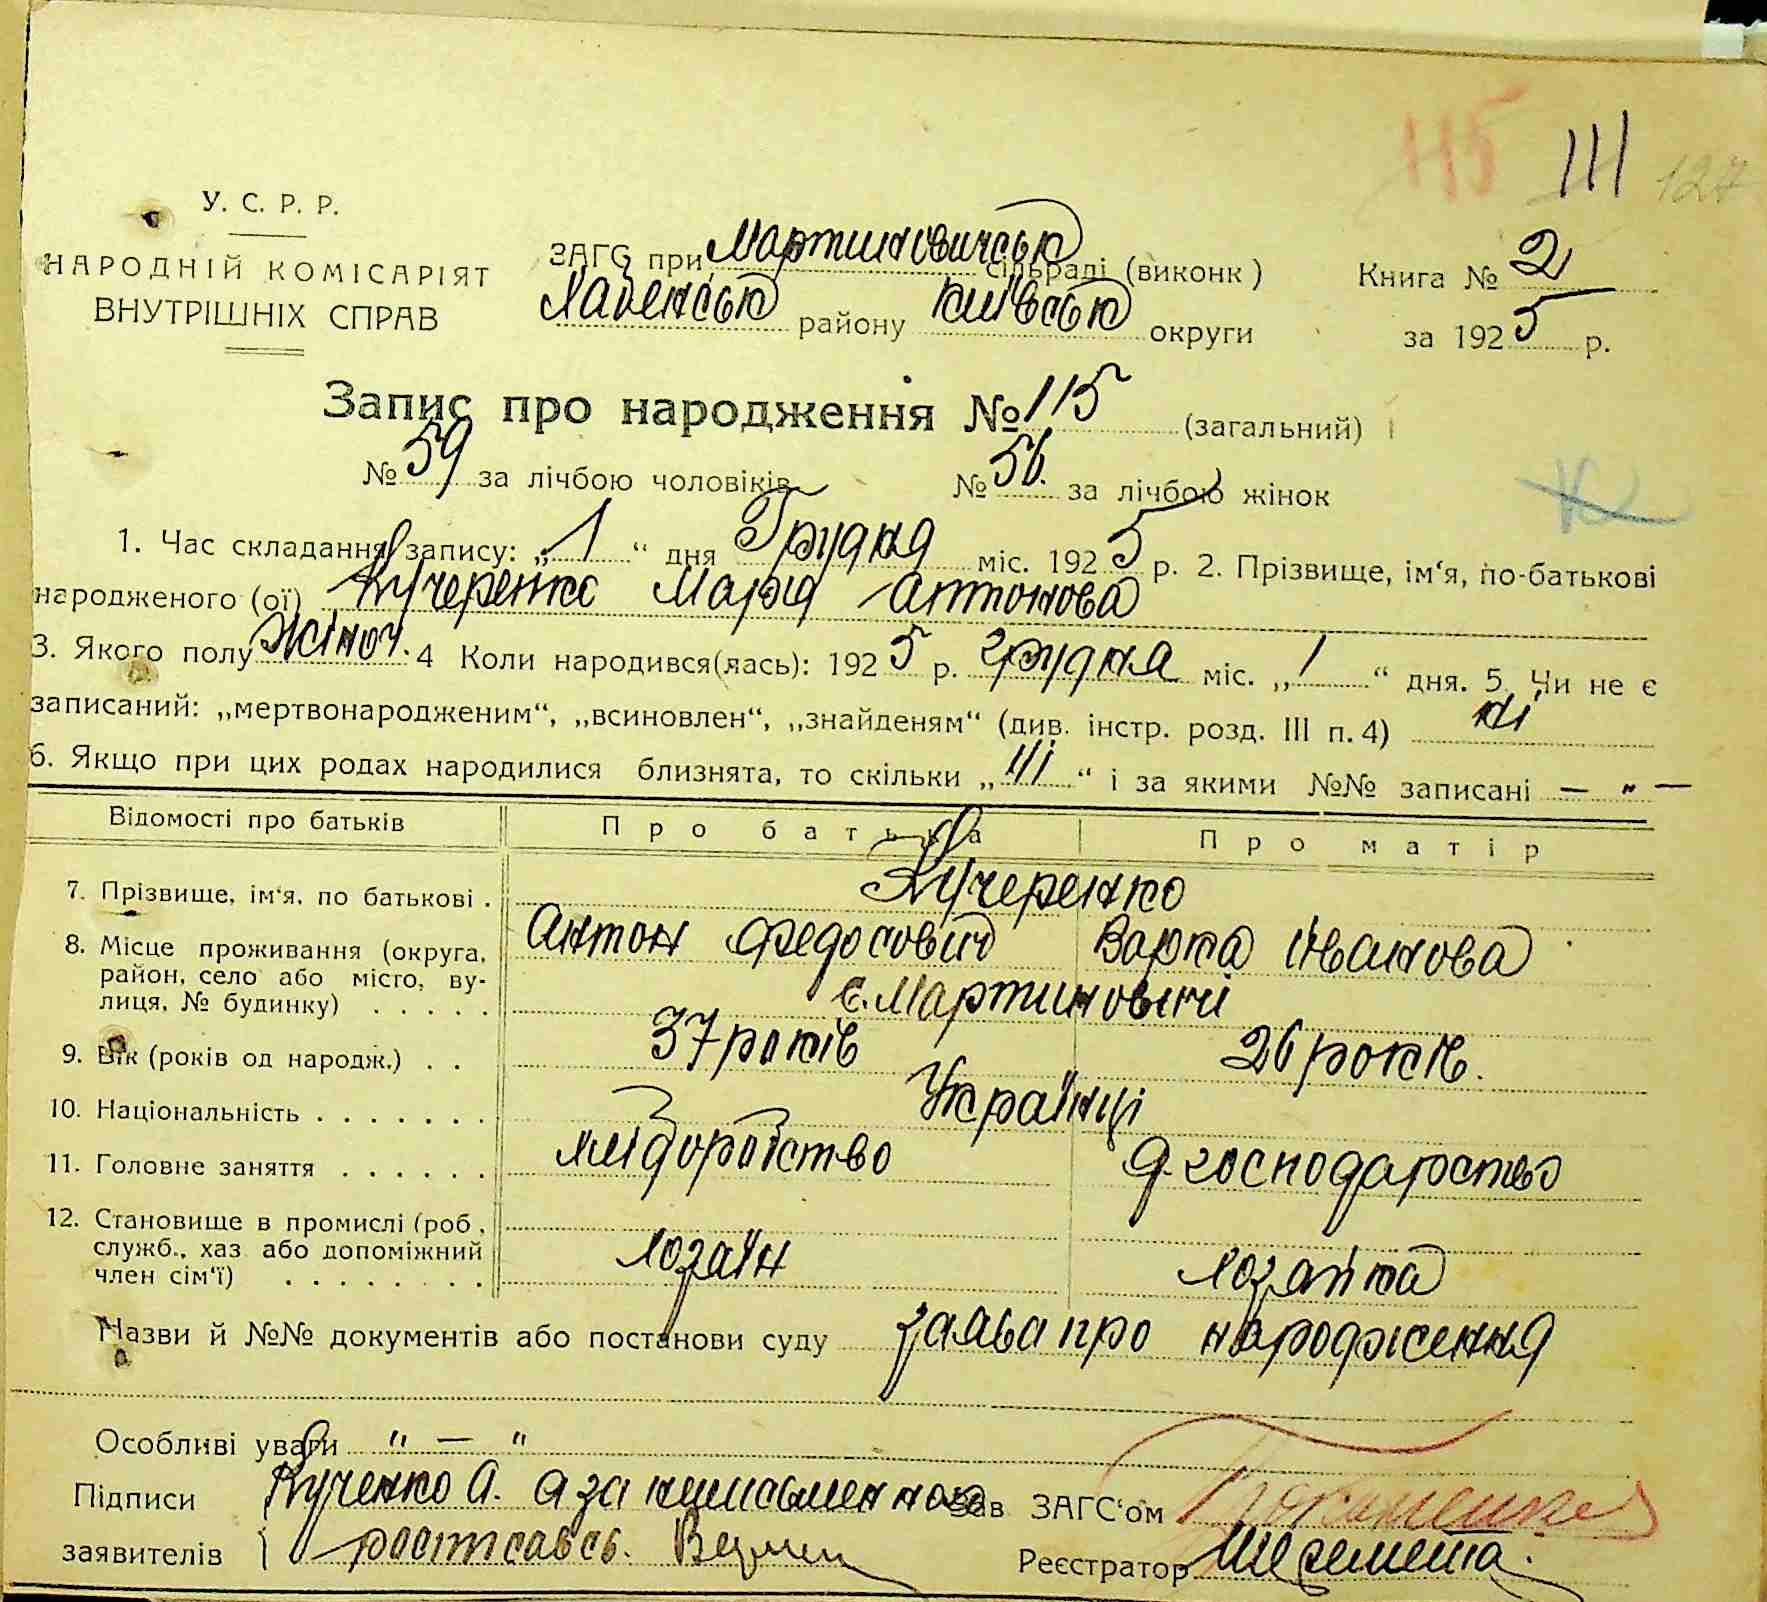 115 111 127
У. С. Р. Р.
НАРОДНІЙ КОМІСАРІЯТ
ВНУТРІШНІХ СПРАВ
ЗАГС при Мартиновичськ сільраді (виконк)
Хабенськ району Київськ округи
Книга № 2
за 1925 р.
Запис про народження № 115 (загальний)
№ 59 за лічбою чоловіків № 56. за лічбою жінок
1. Час складання запису: „ 1 “ дня Грудня міс. 1925 р. 2. Прізвище, ім‘я, по-батькові
народженого (ої) Кучеренко Марія Антонова
3. Якого полу жіноч. 4 Коли народився(лась): 1925 р. грудня міс. „ 1 “ дня. 5. Чи не є
записаний: „мертвонародженим“, „всиновлен“, „знайденям“ (див. інстр. розд. III п. 4) ні
6. Якщо при цих родах народилися близнята, то скільки „ ні “ і за якими №№ записані — " —
Відомості про батьків Про батька Про матір
7. Прізвище, ім‘я, по батькові . Кучеренко
Антон Федосович Варка Іванова
8. Місце проживання (округа,
район, село або місто, ву-
лиця, № будинку) . . . . . с. Мартиновичі
9. Вік (років од народж.) . . 37 років 26 років.
10. Національність . . . . . . . Українці
11. Головне заняття . . . . . . хліборобство д. господарство
12. Становище в промислі (роб.,
служб., хаз або допоміжний
член сім‘ї) . . . . . . . . хозаїн хозайка
Назви й №№ документів або постанови суду заява про народження
Особливі уваги " — "
Підписи Кученко А. а за неписьменного Зав ЗАГС‘ом
заявителів розписавсь. Реєстратор Шеремета.